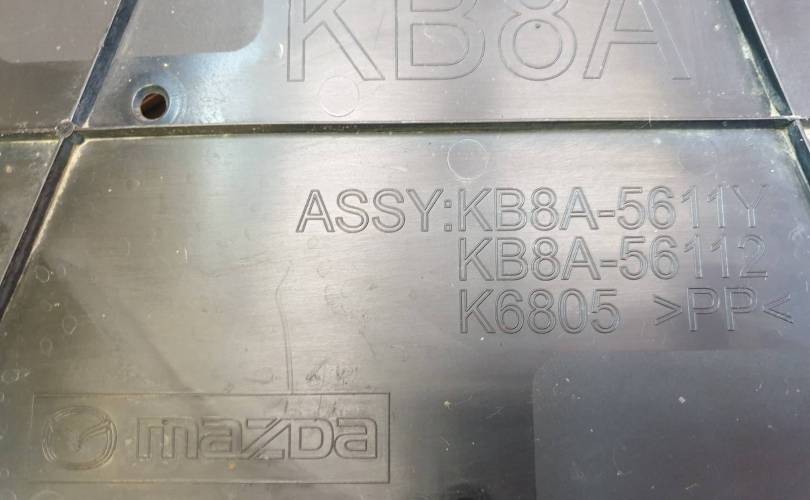 KB8A
ASSY:KB8A-5611Y
KB8A-56112
K6805 >PP<
mazda